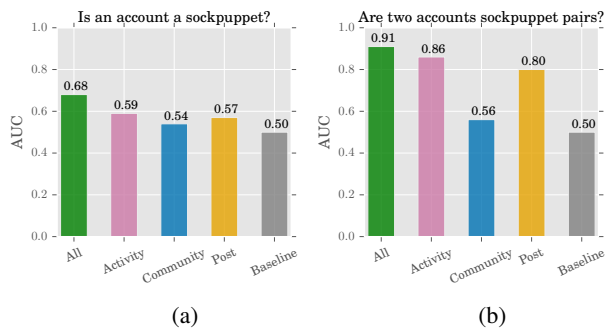 Is an account a sockpuppet?
AUC
1.0
0.8
0.6
0.4
0.2
0.0
0.68
0.59
0.54
0.57
0.50
All
Activity
Community
Post
Baseline
(a)
Are two accounts sockpuppet pairs?
AUC
1.0
0.8
0.6
0.4
0.2
0.0
0.91
0.86
0.56
0.80
0.50
All
Activity
Community
Post
Baseline
(b)